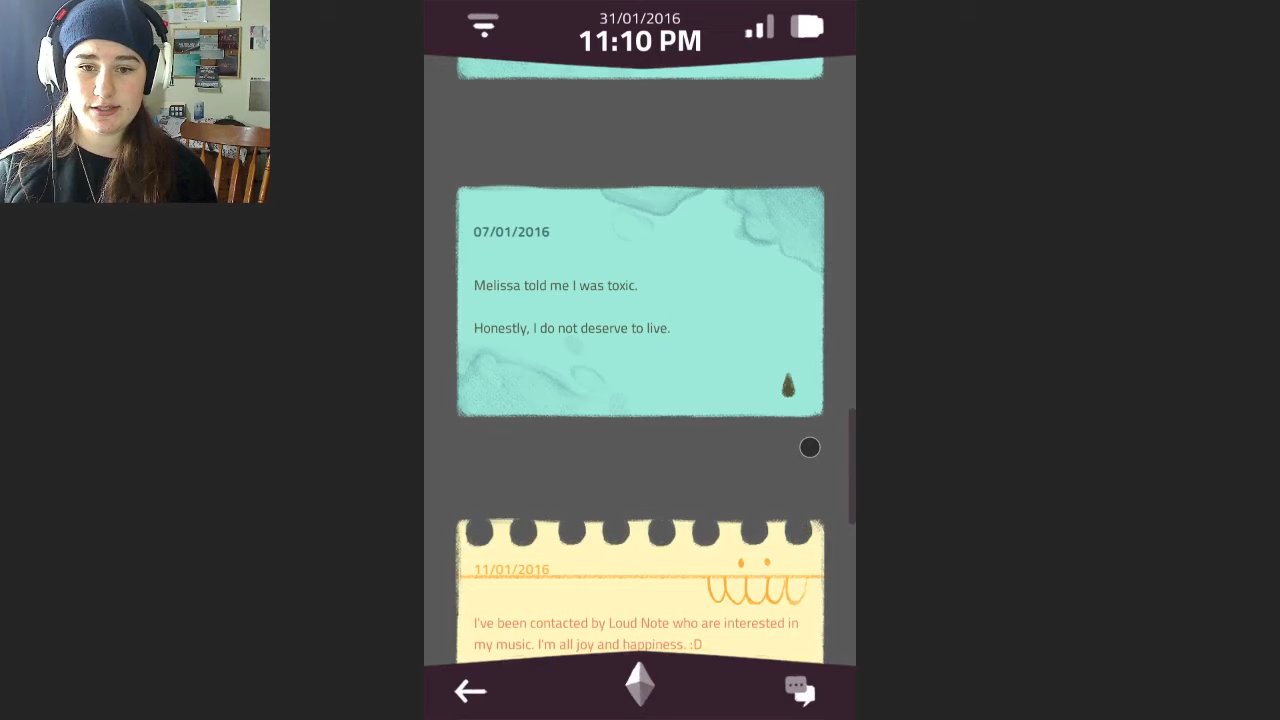 31/01/2016
11:10 PM
07/01/2016
Melissa told me I was toxic.
Honestly, I do not deserve to live.
11/01/2016
I've been contacted by Loud Note who are interested in
my music. I'm all joy and happiness. :D